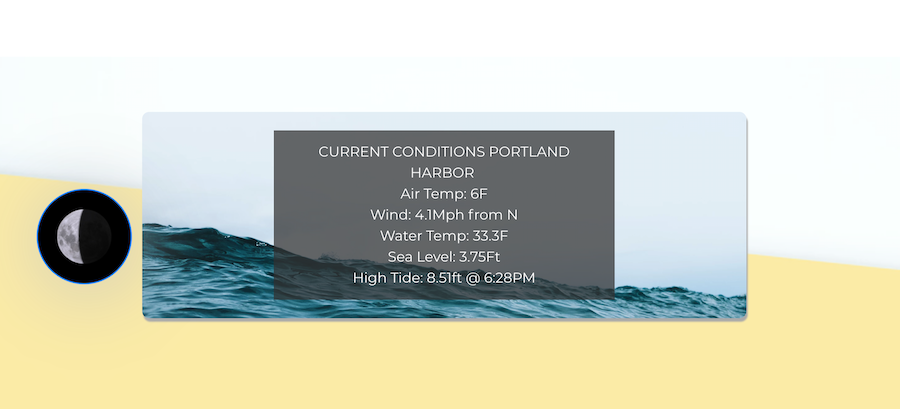 CURRENT CONDITIONS PORTLAND
HARBOR
Air Temp: 6F
Wind: 4.1Mph from N
Water Temp: 33.3F
Sea Level: 3.75Ft
High Tide: 8.51ft @ 6:28PM